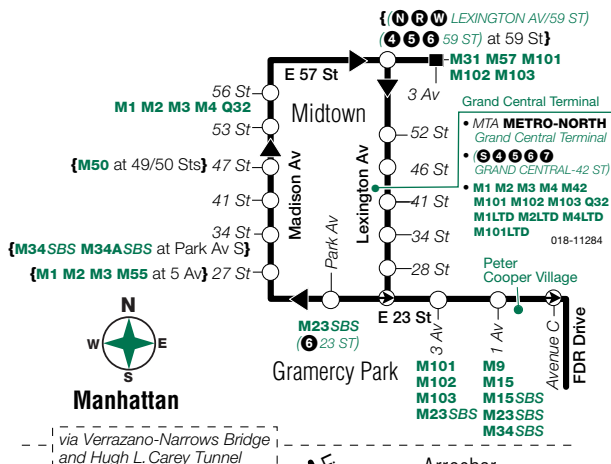 {(N R W LEXINGTON AV/59 ST)
(4 5 6 59 ST) at 59 St}
E 57 St
M31 M57 M101
M102 M103
3 Av
56 St
M1 M2 M3 M4 Q32
53 St
Midtown
{M50 at 49/50 Sts} 47 St
41 St
34 St
{M34SBS M34ASBS at Park Av S}
{M1 M2 M3 M55 at 5 Av} 27 St
Madison Av
Lexington Av
Park Av
52 St
46 St
41 St
34 St
28 St
Grand Central Terminal
• MTA METRO-NORTH
Grand Central Terminal
• (S 4 5 6 7
GRAND CENTRAL-42 ST)
• M1 M2 M3 M4 M42
M101 M102 M103 Q32
M1LTD M2LTD M4LTD
M101LTD
018-11284
Peter
Cooper Village
E 23 St
M23SBS
(6 23 ST)
Gramercy Park
3 Av
M101
M102
M103
M23SBS
1 Av
M9
M15
M15SBS
M23SBS
M34SBS
Avenue C
FDR Drive
N
W E
S
Manhattan
via Verrazano-Narrows Bridge
and Hugh L. Carey Tunnel